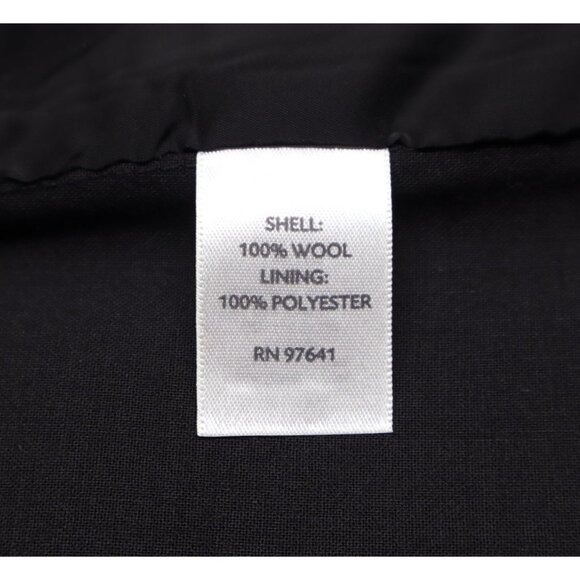 SHELL:
100% WOOL
LINING:
100% POLYESTER
RN 97641